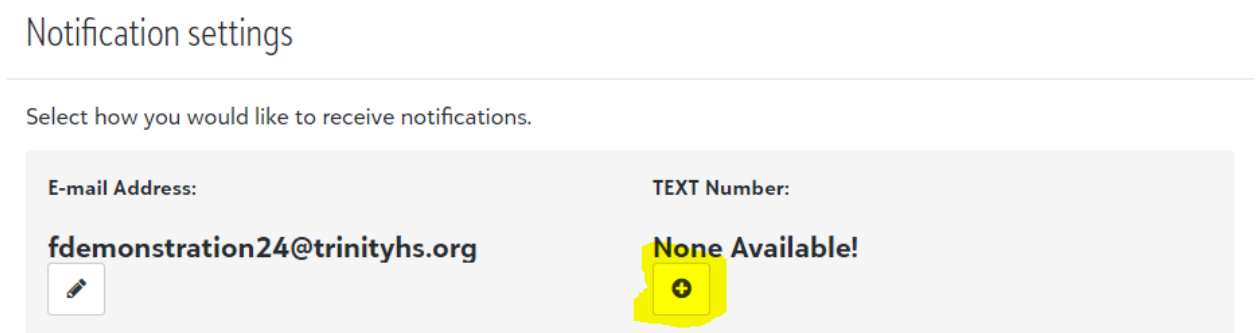 Notification settings
Select how you would like to receive notifications.
E-mail Address:
TEXT Number:
fdemonstration24@trinityhs.org
None Available!